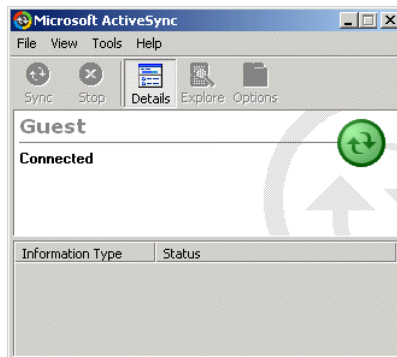 Microsoft ActiveSync
File View Tools Help
Sync Stop Details Explore Options
Guest
Connected
Information Type Status